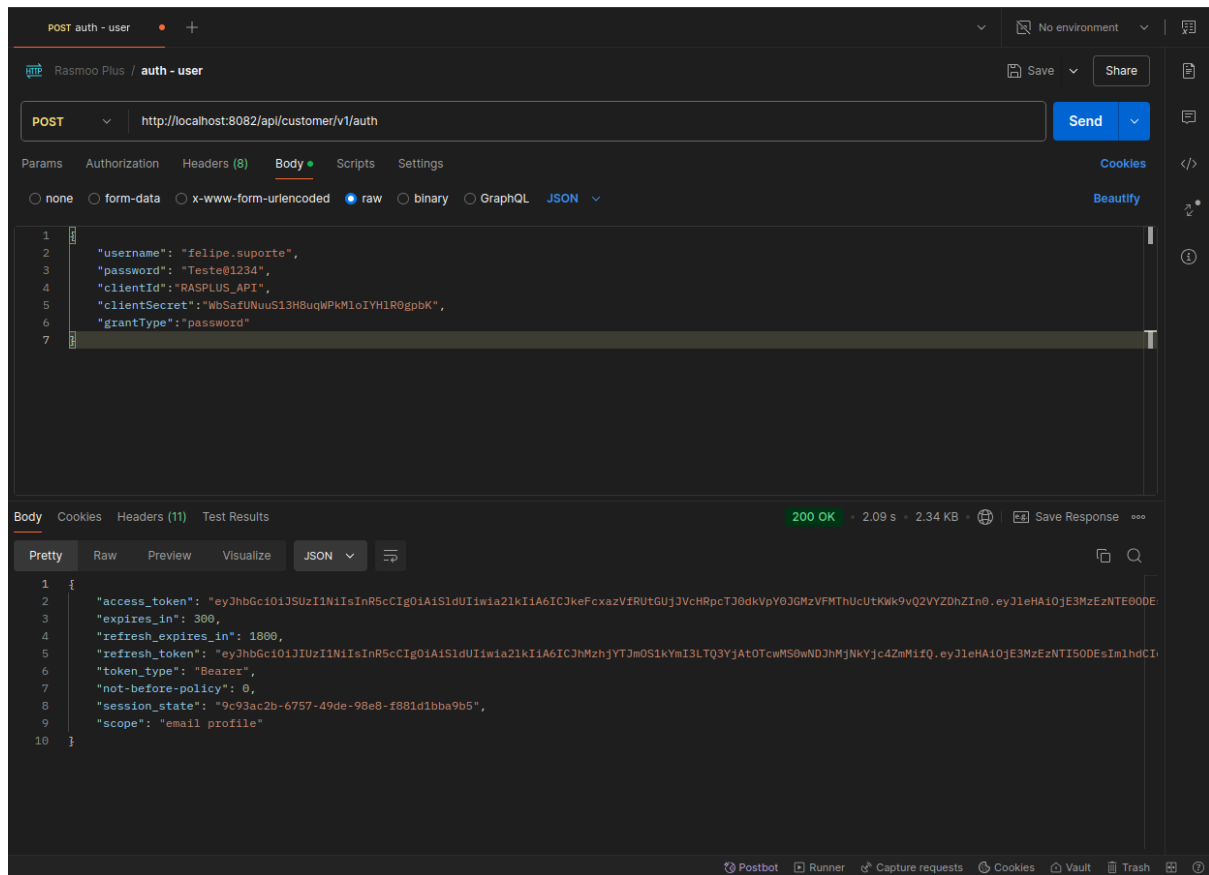 POST auth - user
No environment
HTTP Rasmoo Plus / auth - user
Save
Share
POST
http://localhost:8082/api/customer/v1/auth
Send
Params Authorization Headers (8) Body Scripts Settings
Cookies
none form-data x-www-form-urlencoded raw binary GraphQL JSON
Beautify
1 {
2 "username": "felipe.suporte",
3 "password": "Teste@1234",
4 "clientId":"RASPLUS_API",
5 "clientSecret":"WbSafUNuuS13H8uqWPkMloIYHlR0gpbK",
6 "grantType":"password"
7 }
Body Cookies Headers (11) Test Results
200 OK 2.09 s 2.34 KB
e.g. Save Response
Pretty Raw Preview Visualize JSON
1 {
2 "access_token": "eyJhbGciOiJSUzI1NiIsInR5cCIgOiAiSldUIiwia2lkIiA6ICJkeFcxazVfRUtGUjJVcHRpcTJ0dkVpY0JGMzVFMThUcUtKWk9vQ2VYZDhZIn0.eyJleHAiOjE3MzEzNTE0ODEs
3 "expires_in": 300,
4 "refresh_expires_in": 1800,
5 "refresh_token": "eyJhbGciOiJIUzI1NiIsInR5cCIgOiAiSldUIiwia2lkIiA6ICJhMzhjYTJmOS1kYmI3LTQ3YjAtOTcwMS0wNDJhMjNkYjc4ZmMifQ.eyJleHAiOjE3MzEzNTI5ODEsImlhdCI
6 "token_type": "Bearer",
7 "not-before-policy": 0,
8 "session_state": "9c93ac2b-6757-49de-98e8-f881d1bba9b5",
9 "scope": "email profile"
10 }
Postbot Runner Capture requests Cookies Vault Trash